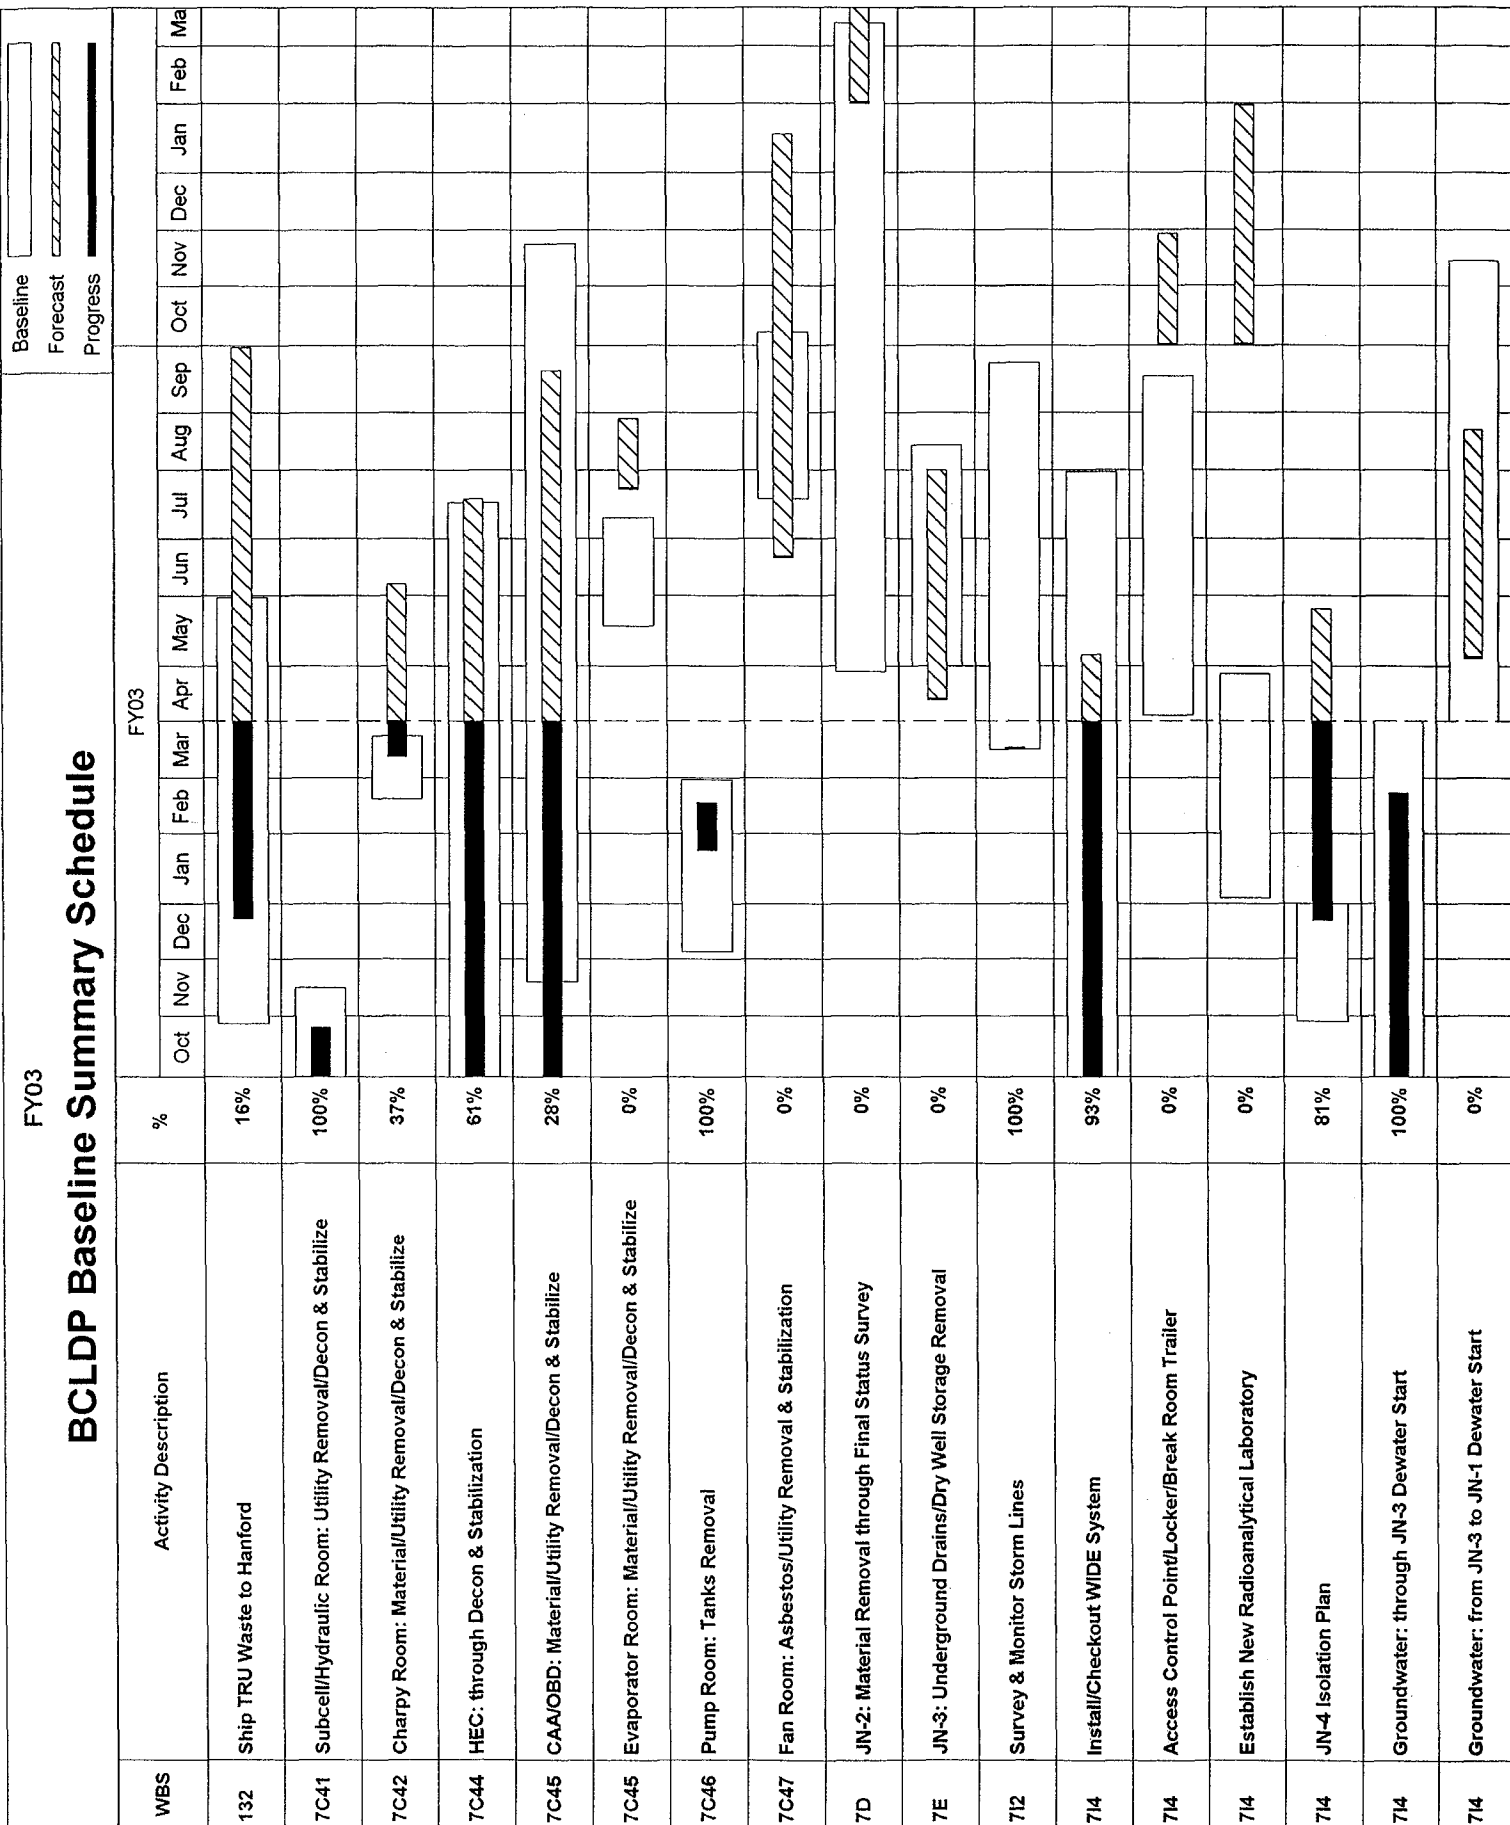 FY03
BCLDP Baseline Summary Schedule
Baseline
Forecast
Progress
FY03
WBS Activity Description % Oct Nov Dec Jan Feb Mar Apr May Jun Jul Aug Sep Oct Nov Dec Jan Feb Ma
132 Ship TRU Waste to Hanford 16%
7C41 Subcell/Hydraulic Room: Utility Removal/Decon & Stabilize 100%
7C42 Charpy Room: Material/Utility Removal/Decon & Stabilize 37%
7C44 HEC: through Decon & Stabilization 61%
7C45 CAA/OBD: Material/Utility Removal/Decon & Stabilize 28%
7C45 Evaporator Room: Material/Utility Removal/Decon & Stabilize 0%
7C46 Pump Room: Tanks Removal 100%
7C47 Fan Room: Asbestos/Utility Removal & Stabilization 0%
7D JN-2: Material Removal through Final Status Survey 0%
7E JN-3: Underground Drains/Dry Well Storage Removal 0%
7I2 Survey & Monitor Storm Lines 100%
7I4 Install/Checkout WIDE System 93%
7I4 Access Control Point/Locker/Break Room Trailer 0%
7I4 Establish New Radioanalytical Laboratory 0%
7I4 JN-4 Isolation Plan 81%
7I4 Groundwater: through JN-3 Dewater Start 100%
7I4 Groundwater: from JN-3 to JN-1 Dewater Start 0%